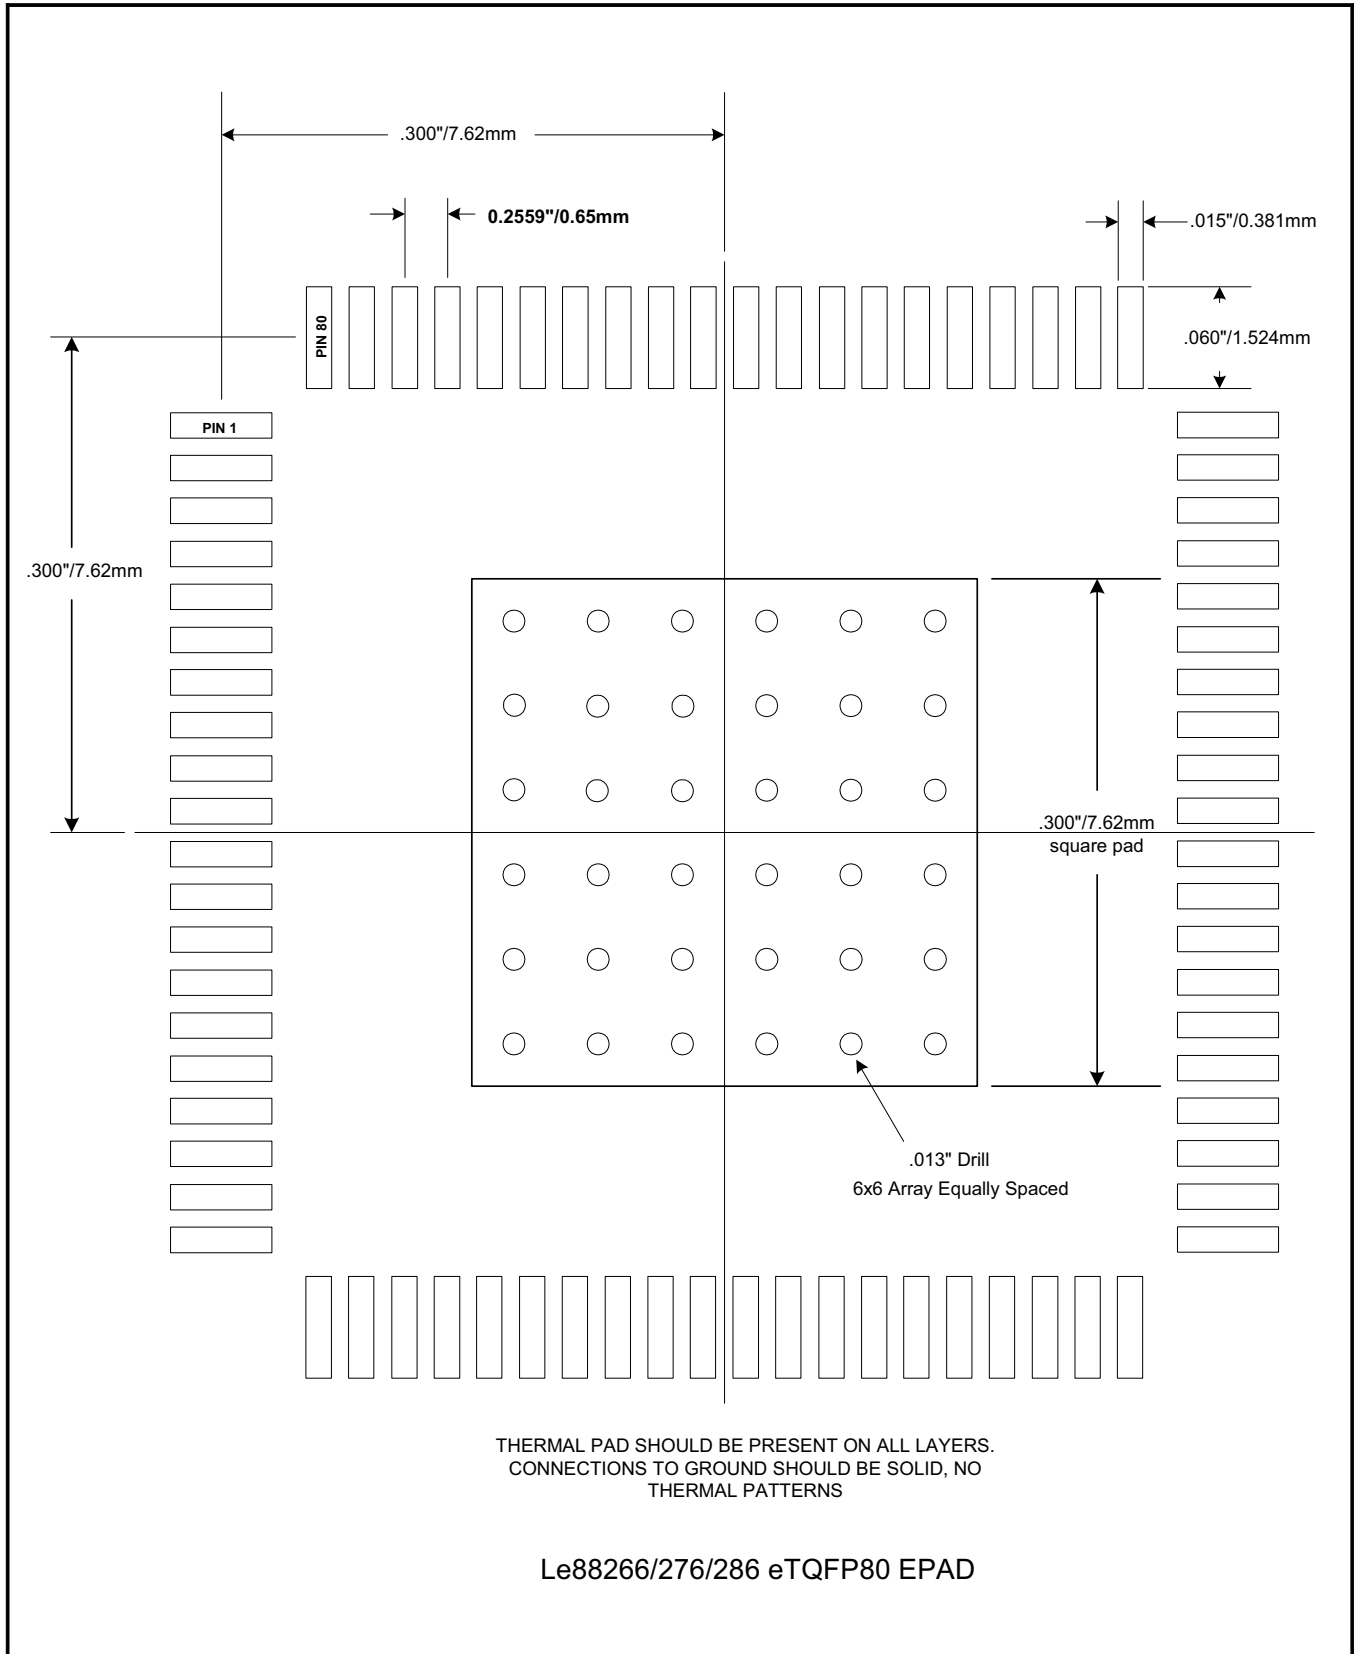 .300"/7.62mm
0.2559"/0.65mm
.015"/0.381mm
PIN 80
.060"/1.524mm
PIN 1
.300"/7.62mm
.300"/7.62mm
square pad
.013" Drill
6x6 Array Equally Spaced
THERMAL PAD SHOULD BE PRESENT ON ALL LAYERS.
CONNECTIONS TO GROUND SHOULD BE SOLID, NO
THERMAL PATTERNS
Le88266/276/286 eTQFP80 EPAD